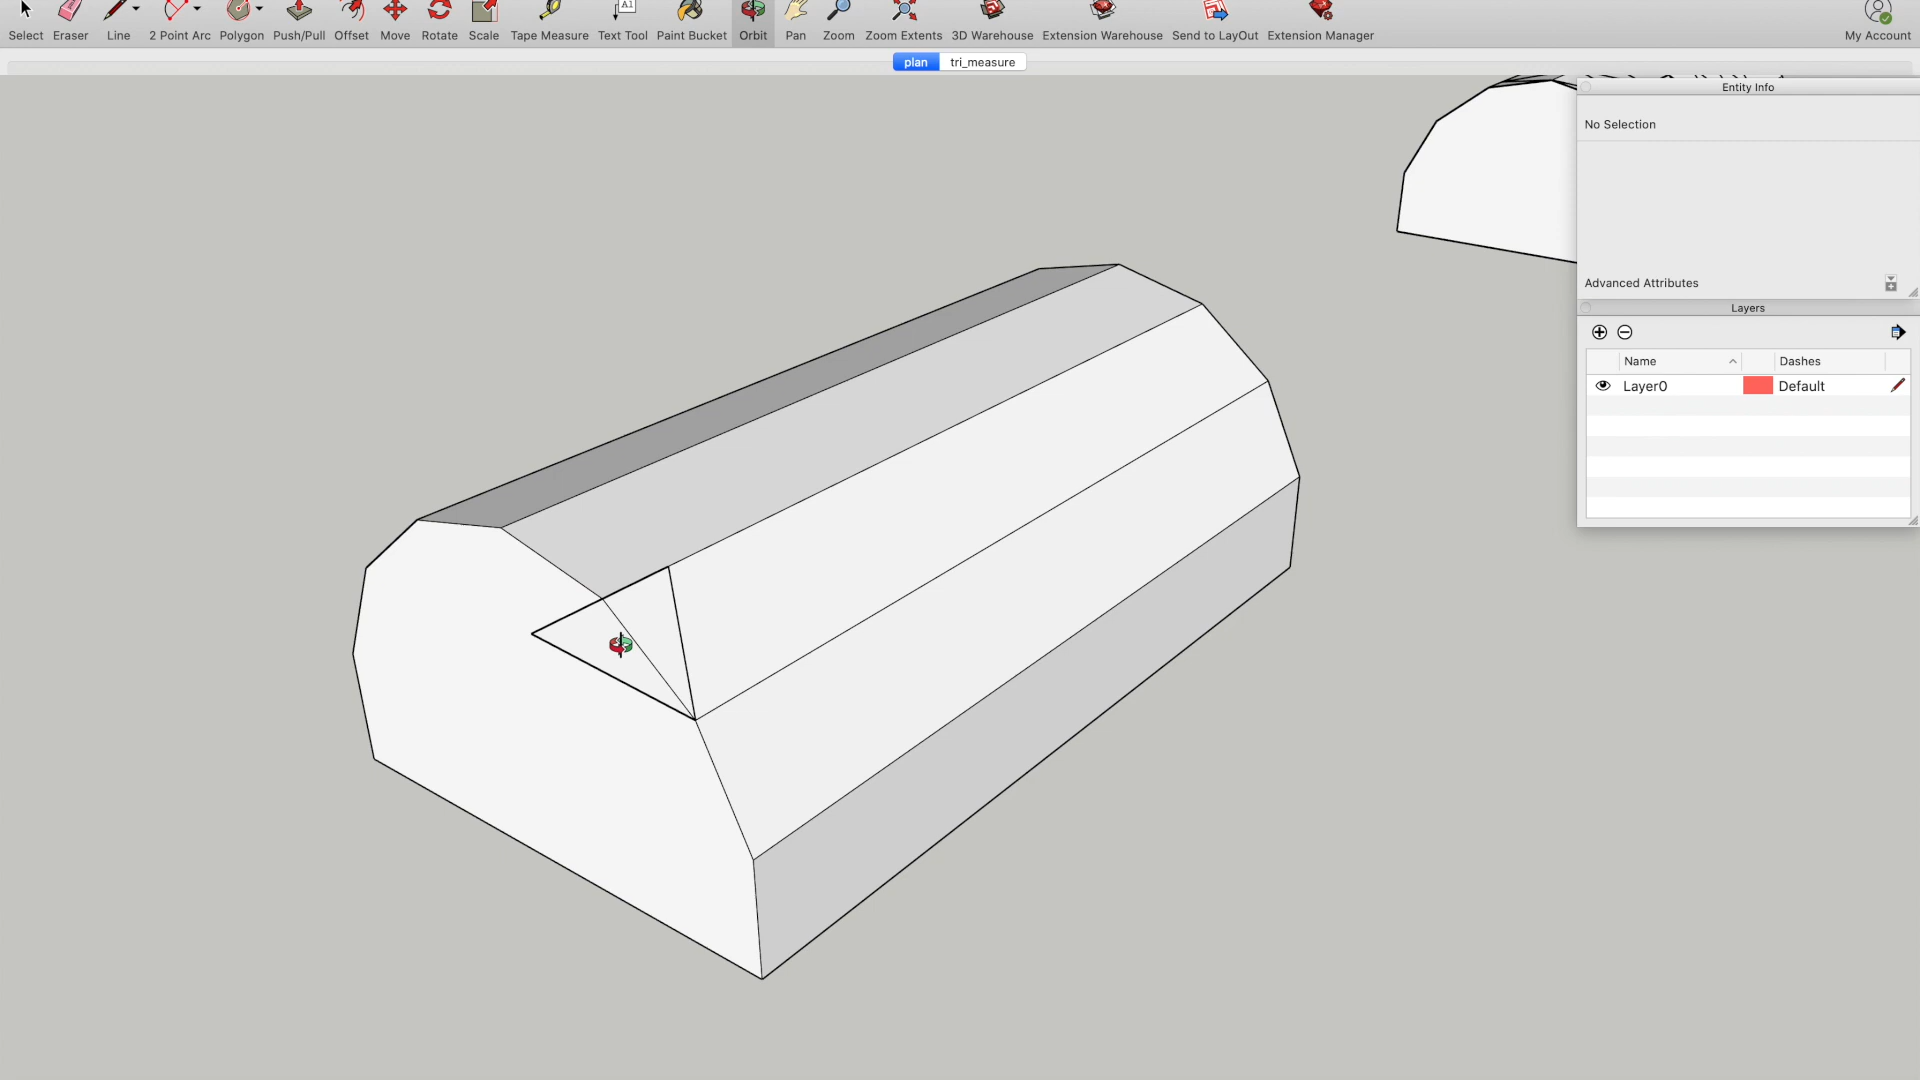 Select Eraser Line 2 Point Arc Polygon Push/Pull Offset Move Rotate Scale Tape Measure Text Tool Paint Bucket Orbit Pan Zoom Zoom Extents 3D Warehouse Extension Warehouse Send to LayOut Extension Manager My Account
A1
plan tri_measure
Entity Info
No Selection
Advanced Attributes
Layers
Name Dashes
Layer0 Default